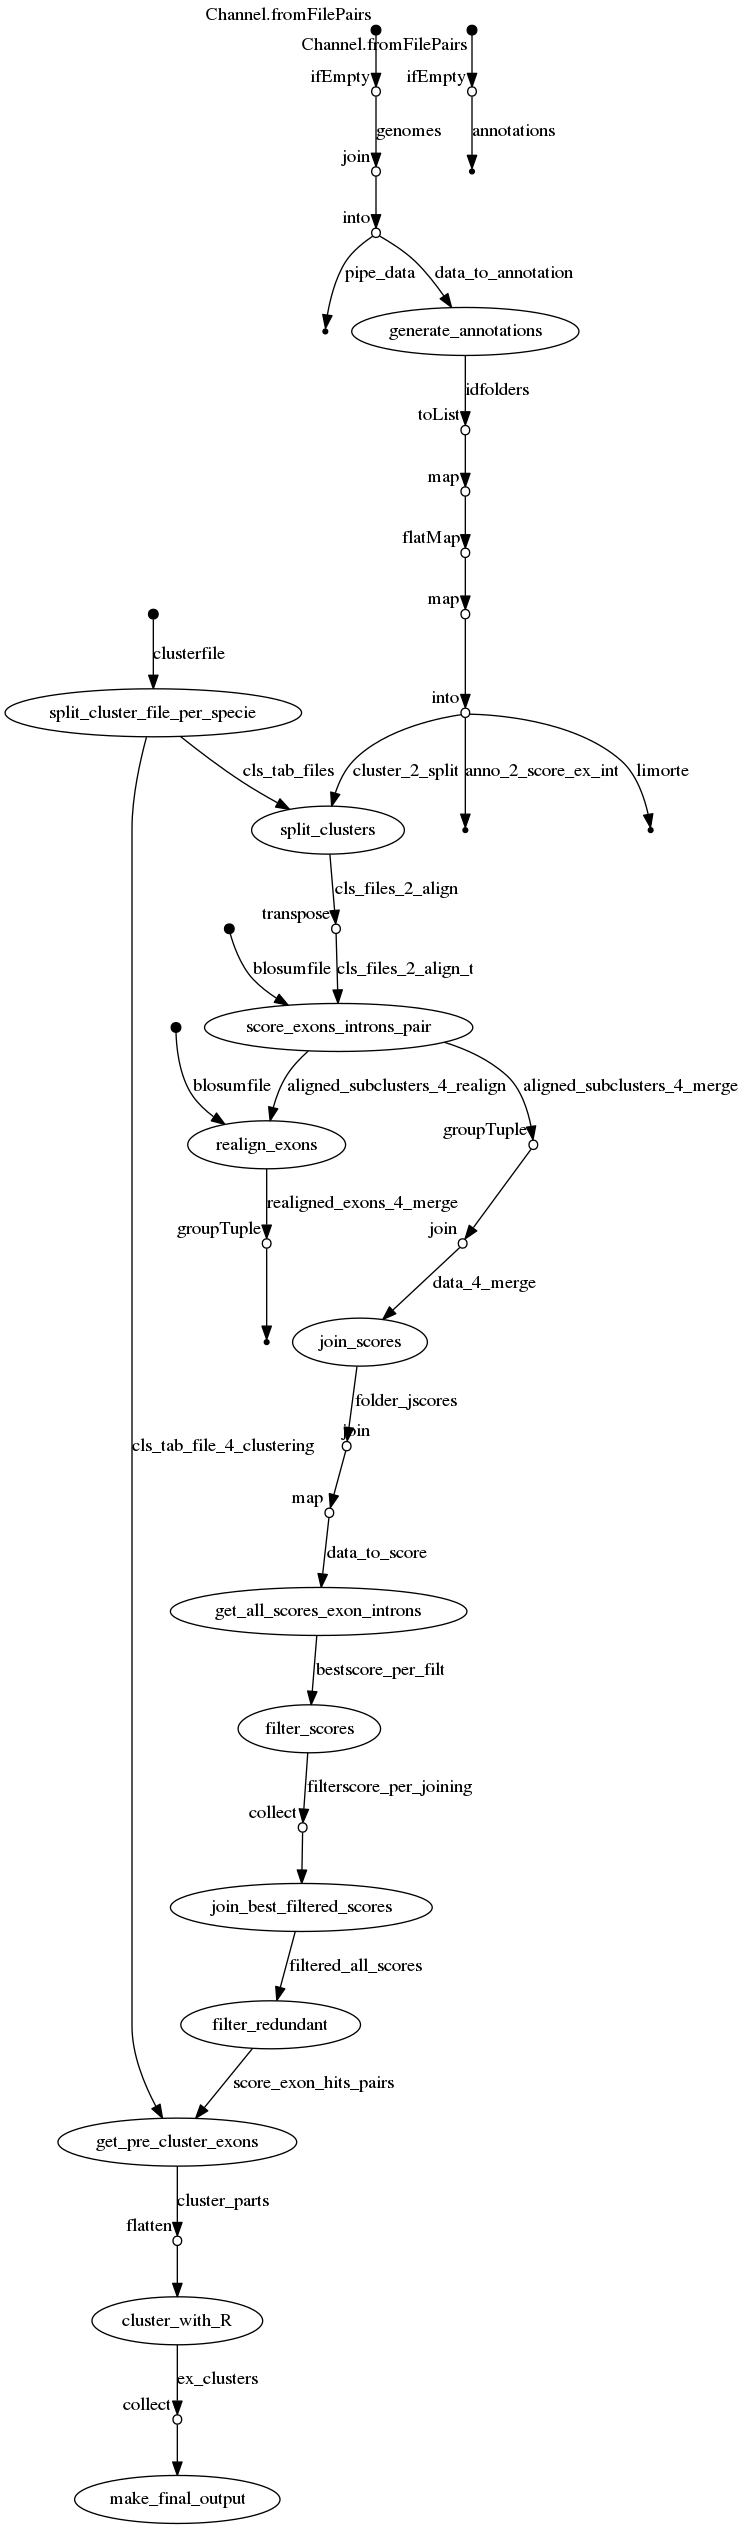 Channel.fromFilePairs
Channel.fromFilePairs
ifEmpty
ifEmpty
genomes
annotations
join
into
pipe_data
data_to_annotation
generate_annotations
idfolders
toList
map
flatMap
map
clusterfile
into
split_cluster_file_per_specie
cls_tab_files
cluster_2_split
anno_2_score_ex_int
limorte
split_clusters
cls_files_2_align
transpose
blosumfile
cls_files_2_align_t
score_exons_introns_pair
blosumfile
aligned_subclusters_4_realign
aligned_subclusters_4_merge
groupTuple
realign_exons
realigned_exons_4_merge
groupTuple
join
data_4_merge
join_scores
folder_jscores
join
cls_tab_file_4_clustering
map
data_to_score
get_all_scores_exon_introns
bestscore_per_filt
filter_scores
filterscore_per_joining
collect
join_best_filtered_scores
filtered_all_scores
filter_redundant
score_exon_hits_pairs
get_pre_cluster_exons
cluster_parts
flatten
cluster_with_R
ex_clusters
collect
make_final_output